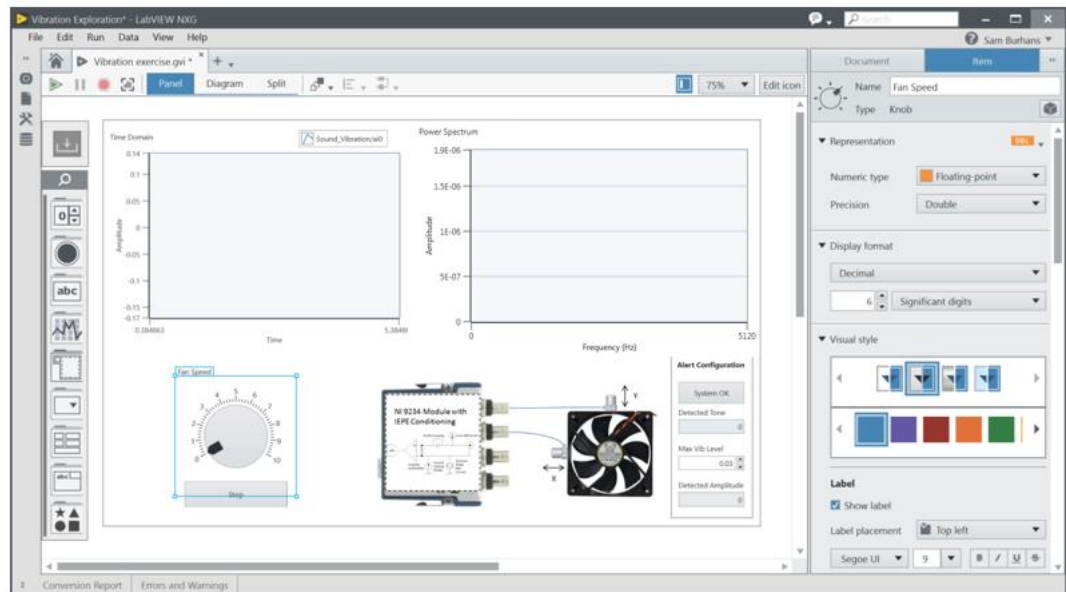 Vibration Exploration* - LabVIEW NXG
Search
File Edit Run Data View Help
Sam Burhans
Vibration exercise.gvi *
Panel Diagram Split
75%
Edit icon
Document Item
Name Fan Speed
Type Knob
Representation DBL
Numeric type Floating-point
Precision Double
Display format
Decimal
6 Significant digits
Visual style
Label
Show label
Label placement Top left
Segoe UI 9 B I U S
Time Domain
Sound_Vibration/ai0
0.14
0.1
0.05
0
-0.05
-0.1
-0.15
-0.17
Amplitude
0.384863
Time
Power Spectrum
1.9E-06
1.5E-06
1E-06
5E-07
0
Amplitude
0 5120
Frequency (Hz)
Fan Speed
0 1 2 3 4 5 6 7 8 9 10
Stop
NI 9234 Module with
IEPE Conditioning
Y
X
Alert Configuration
System OK
Detected Tone
0
Max Vib Level
0.03
Detected Amplitude
0
abc
abc
Conversion Report Errors and Warnings